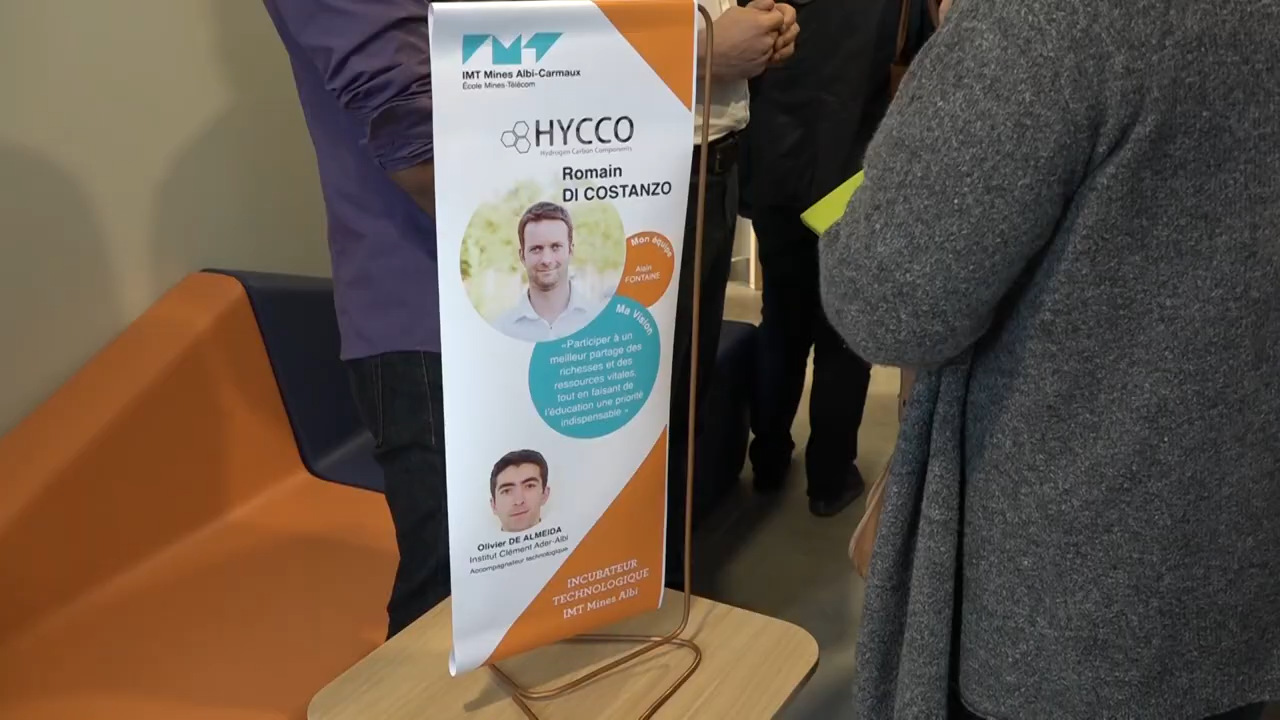 IMT Mines Albi-Carmaux
École Mines-Télécom
HYCCO
Hydrogen Carbon Components
Romain
DI COSTANZO
Mon équipe
Alain
FONTAINE
Ma Vision
«Participer à un
meilleur partage des
richesses et des
ressources vitales,
tout en faisant de
l'éducation une priorité
indispensable »
Olivier DE ALMEIDA
Institut Clément Ader-Albi
Accompagnateur technologique
INCUBATEUR
TECHNOLOGIQUE
IMT Mines Albi